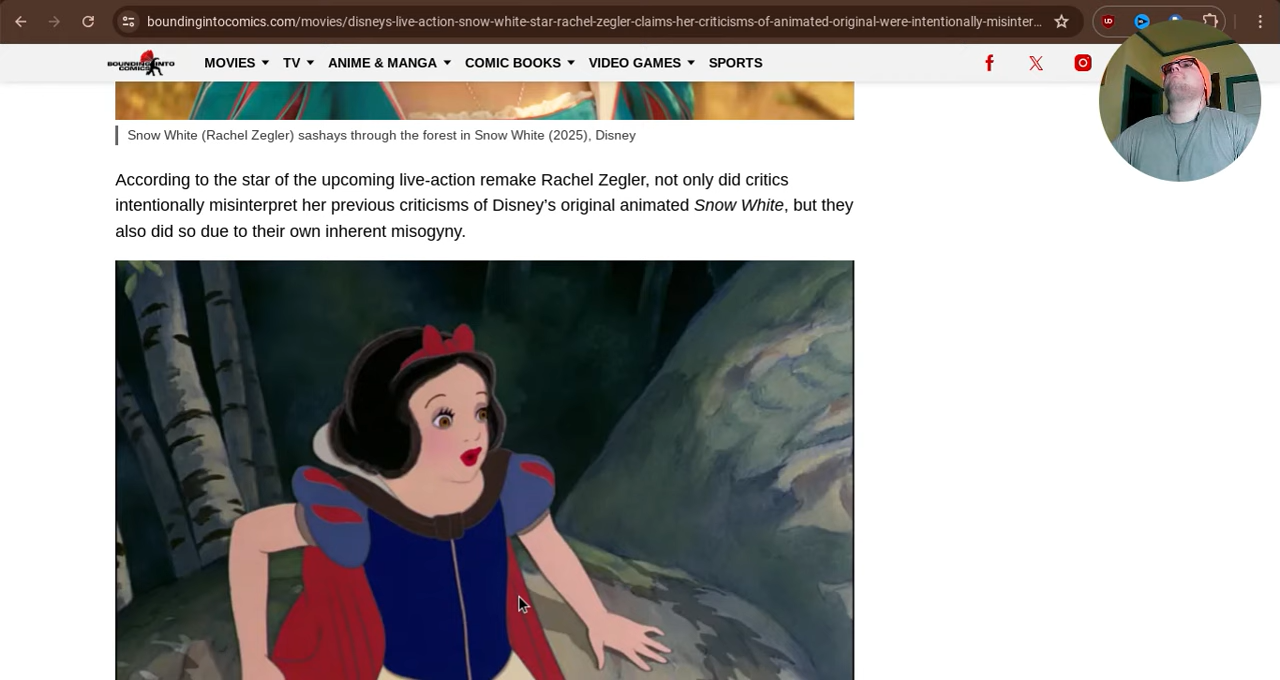 boundingintocomics.com/movies/disneys-live-action-snow-white-star-rachel-zegler-claims-her-criticisms-of-animated-original-were-intentionally-misinter...
BOUNDING INTO COMICS
MOVIES TV ANIME & MANGA COMIC BOOKS VIDEO GAMES SPORTS
Snow White (Rachel Zegler) sashays through the forest in Snow White (2025), Disney
According to the star of the upcoming live-action remake Rachel Zegler, not only did critics
intentionally misinterpret her previous criticisms of Disney’s original animated Snow White, but they
also did so due to their own inherent misogyny.